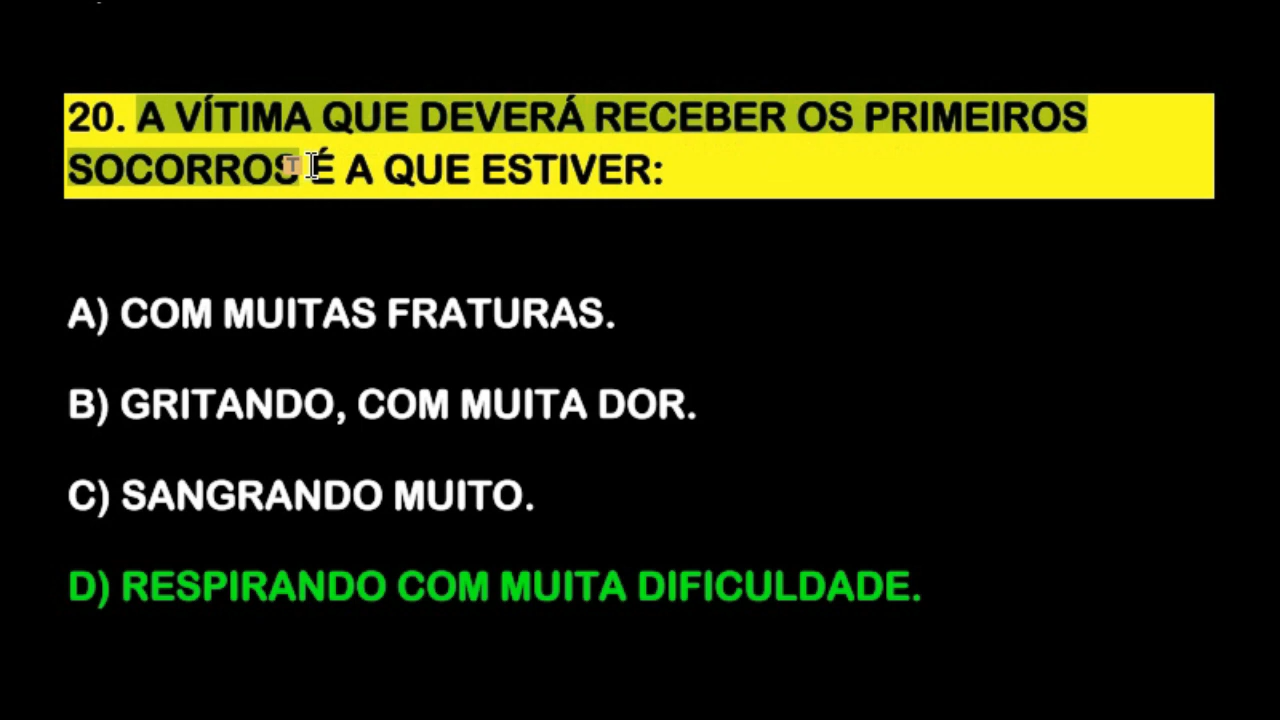 20. A VÍTIMA QUE DEVERÁ RECEBER OS PRIMEIROS
SOCORROS É A QUE ESTIVER:
A) COM MUITAS FRATURAS.
B) GRITANDO, COM MUITA DOR.
C) SANGRANDO MUITO.
D) RESPIRANDO COM MUITA DIFICULDADE.